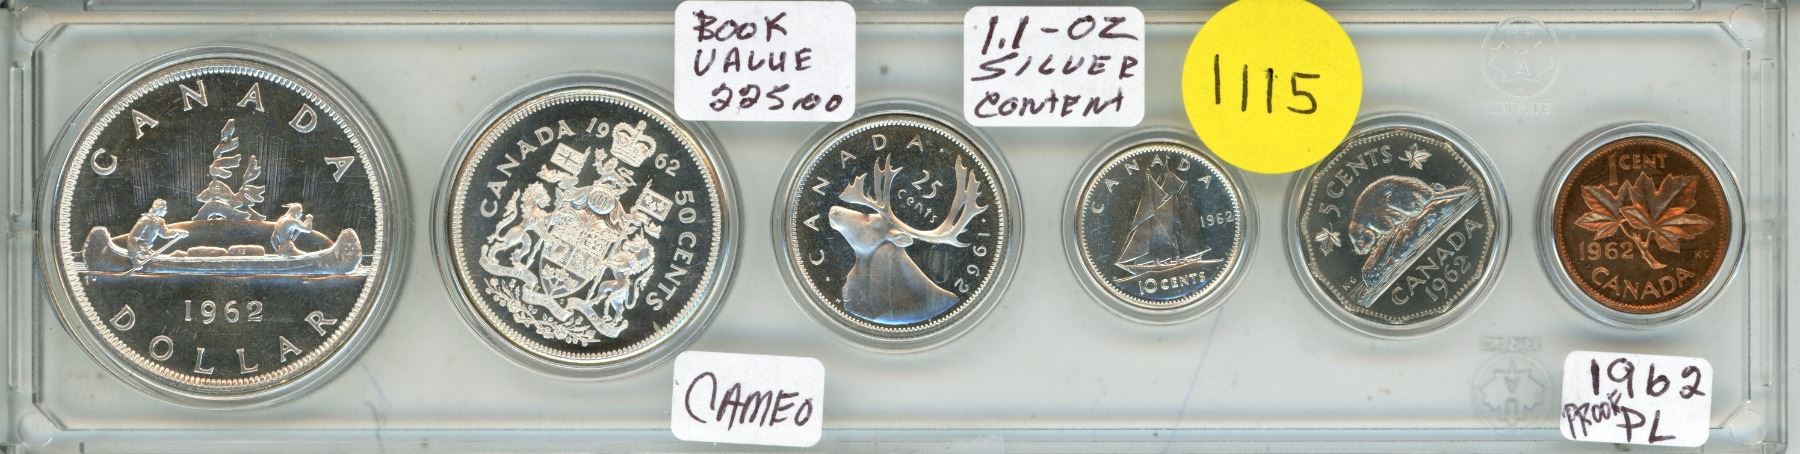 BOOK
VALUE
225.00
1.1-OZ
SILVER
CONTENT
1115
CANADA
1962
DOLLAR
CANADA 1962
50 CENTS
CANADA · 1962
25
CENTS
CANADA
1962
10 CENTS
5 CENTS
CANADA
1962
1 CENT
1962
KG
CANADA
CAMEO
1962
PROOF
PL